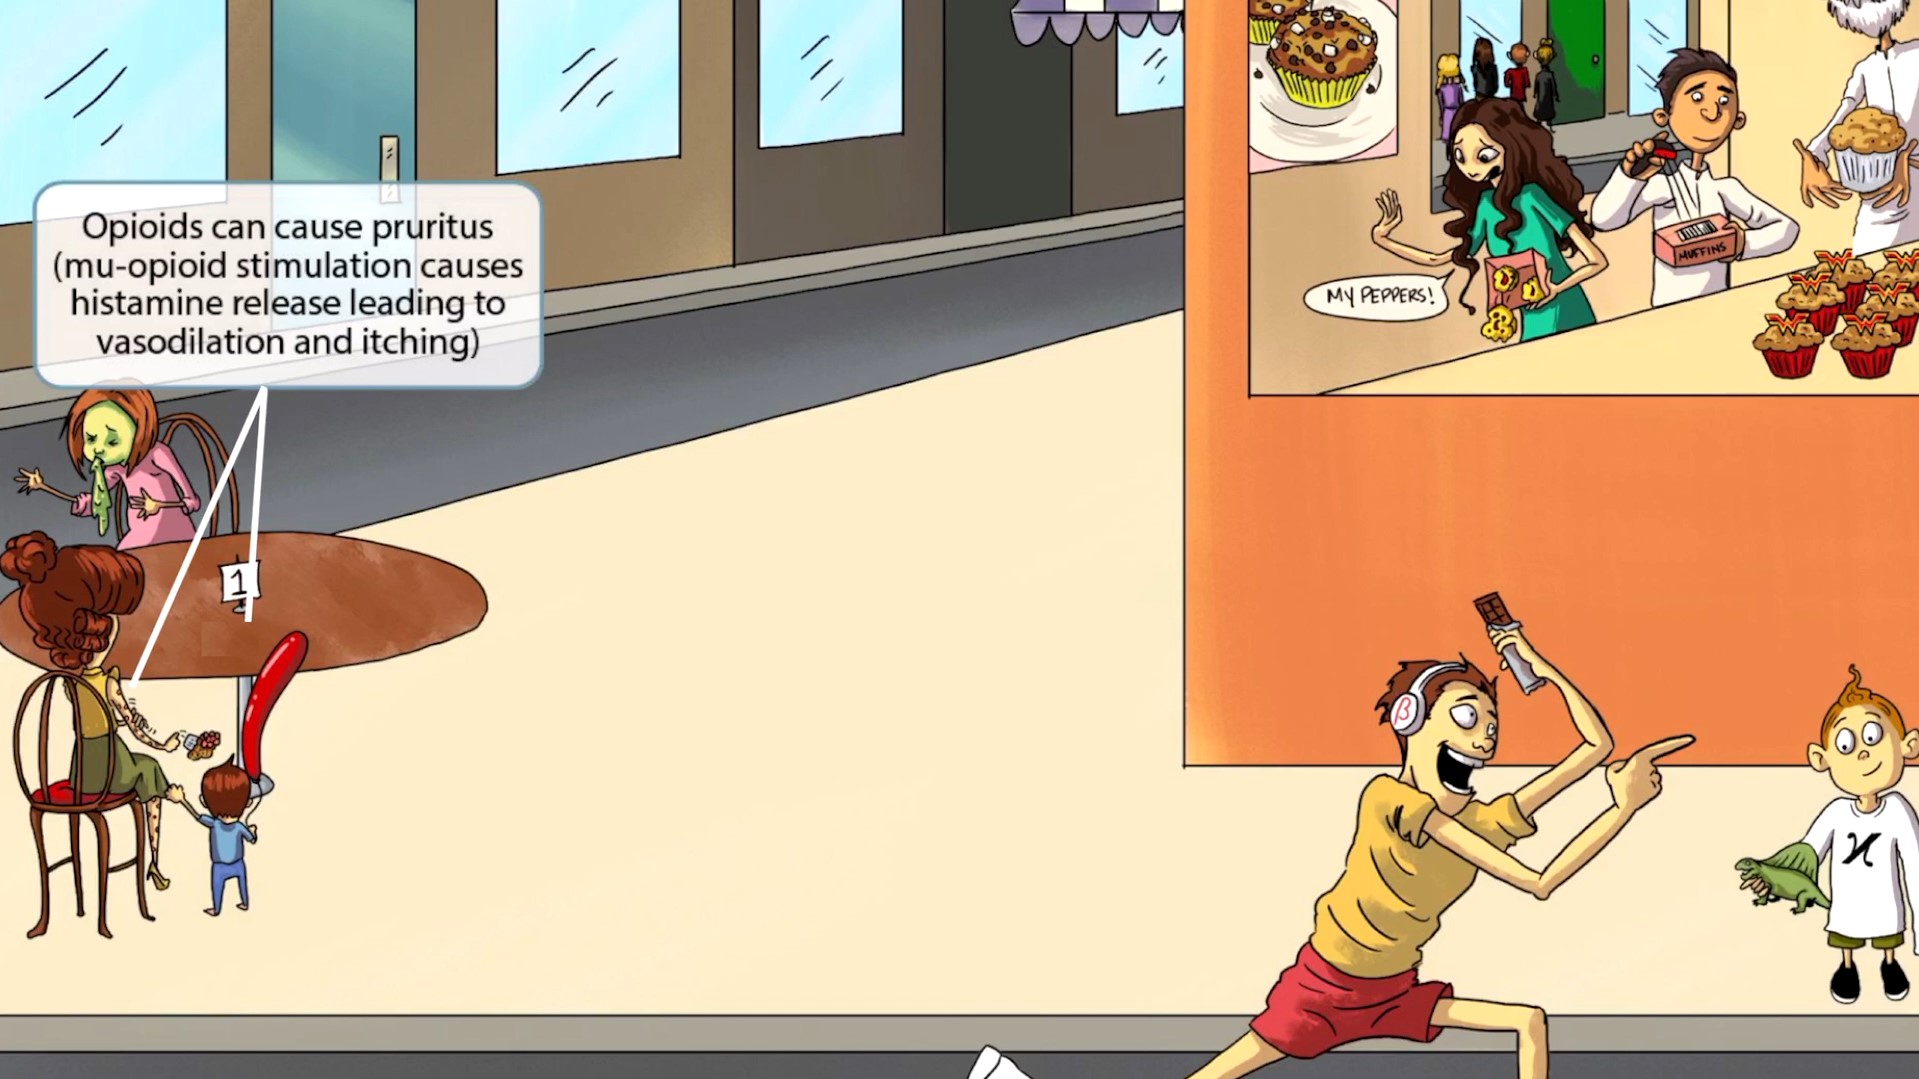 Opioids can cause pruritus
(mu-opioid stimulation causes
histamine release leading to
vasodilation and itching)
MY PEPPERS!
MUFFINS
1
β
ϰ